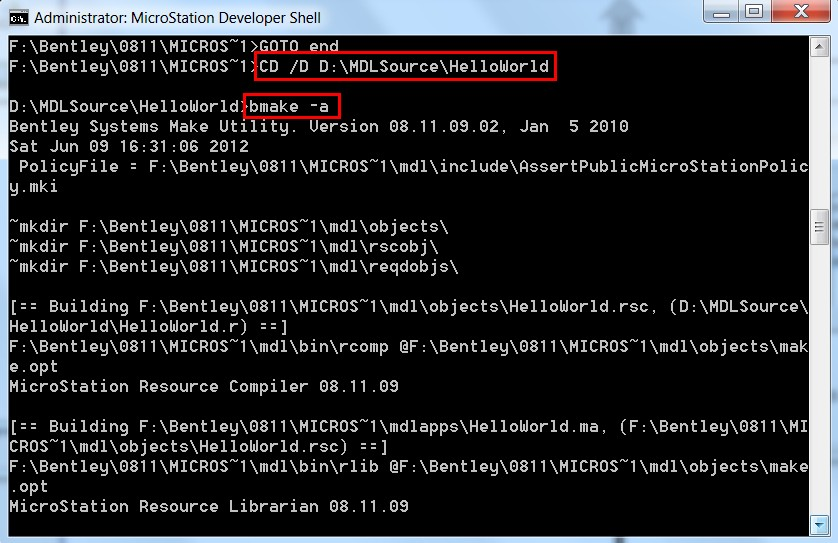 Administrator: MicroStation Developer Shell
F:\Bentley\0811\MICROS~1>GOTO end
F:\Bentley\0811\MICROS~1>CD /D D:\MDLSource\HelloWorld
D:\MDLSource\HelloWorld>bmake -a
Bentley Systems Make Utility. Version 08.11.09.02, Jan  5 2010
Sat Jun 09 16:31:06 2012
 PolicyFile = F:\Bentley\0811\MICROS~1\mdl\include\AssertPublicMicroStationPolic
y.mki
~mkdir F:\Bentley\0811\MICROS~1\mdl\objects\
~mkdir F:\Bentley\0811\MICROS~1\mdl\rscobj\
~mkdir F:\Bentley\0811\MICROS~1\mdl\reqdobjs\
[== Building F:\Bentley\0811\MICROS~1\mdl\objects\HelloWorld.rsc, (D:\MDLSource\
HelloWorld\HelloWorld.r) ==]
F:\Bentley\0811\MICROS~1\mdl\bin\rcomp @F:\Bentley\0811\MICROS~1\mdl\objects\mak
e.opt
MicroStation Resource Compiler 08.11.09
[== Building F:\Bentley\0811\MICROS~1\mdlapps\HelloWorld.ma, (F:\Bentley\0811\MI
CROS~1\mdl\objects\HelloWorld.rsc) ==]
F:\Bentley\0811\MICROS~1\mdl\bin\rlib @F:\Bentley\0811\MICROS~1\mdl\objects\make
.opt
MicroStation Resource Librarian 08.11.09